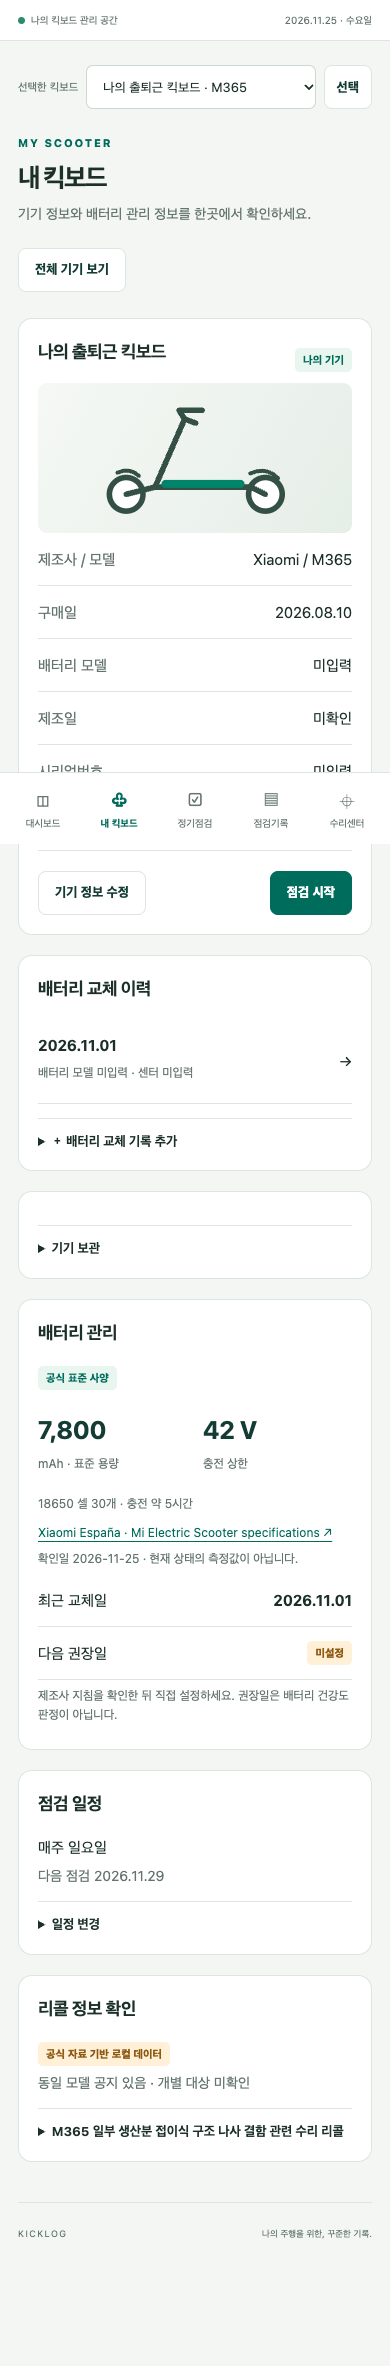 나의 킥보드 관리 공간
2026.11.25 · 수요일
선택한 킥보드
나의 출퇴근 킥보드 · M365
선택
MY SCOOTER
내 킥보드
기기 정보와 배터리 관리 정보를 한곳에서 확인하세요.
전체 기기 보기
나의 출퇴근 킥보드
나의 기기
제조사 / 모델
Xiaomi / M365
구매일
2026.08.10
배터리 모델
미입력
제조일
미확인
시리얼번호
미입력
대시보드
내 킥보드
정기점검
점검기록
수리센터
기기 정보 수정
점검 시작
배터리 교체 이력
2026.11.01
배터리 모델 미입력 · 센터 미입력
→
▶ + 배터리 교체 기록 추가
▶ 기기 보관
배터리 관리
공식 표준 사양
7,800
mAh · 표준 용량
42 V
충전 상한
18650 셀 30개 · 충전 약 5시간
Xiaomi España · Mi Electric Scooter specifications ↗
확인일 2026-11-25 · 현재 상태의 측정값이 아닙니다.
최근 교체일
2026.11.01
다음 권장일
미설정
제조사 지침을 확인한 뒤 직접 설정하세요. 권장일은 배터리 건강도
판정이 아닙니다.
점검 일정
매주 일요일
다음 점검 2026.11.29
▶ 일정 변경
리콜 정보 확인
공식 자료 기반 로컬 데이터
동일 모델 공지 있음 · 개별 대상 미확인
▶ M365 일부 생산분 접이식 구조 나사 결함 관련 수리 리콜
KICKLOG
나의 주행을 위한, 꾸준한 기록.